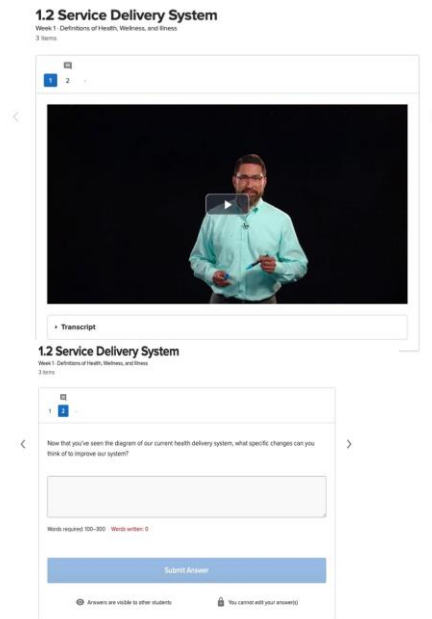 1.2 Service Delivery System
Week 1 · Definitions of Health, Wellness, and Illness
3 items
1 2
Transcript
1.2 Service Delivery System
Week 1 · Definitions of Health, Wellness, and Illness
3 items
1 2
Now that you've seen the diagram of our current health delivery system, what specific changes can you
think of to improve our system?
Words required: 100–300 Words written: 0
Submit Answer
Answers are visible to other students You cannot edit your answer(s)